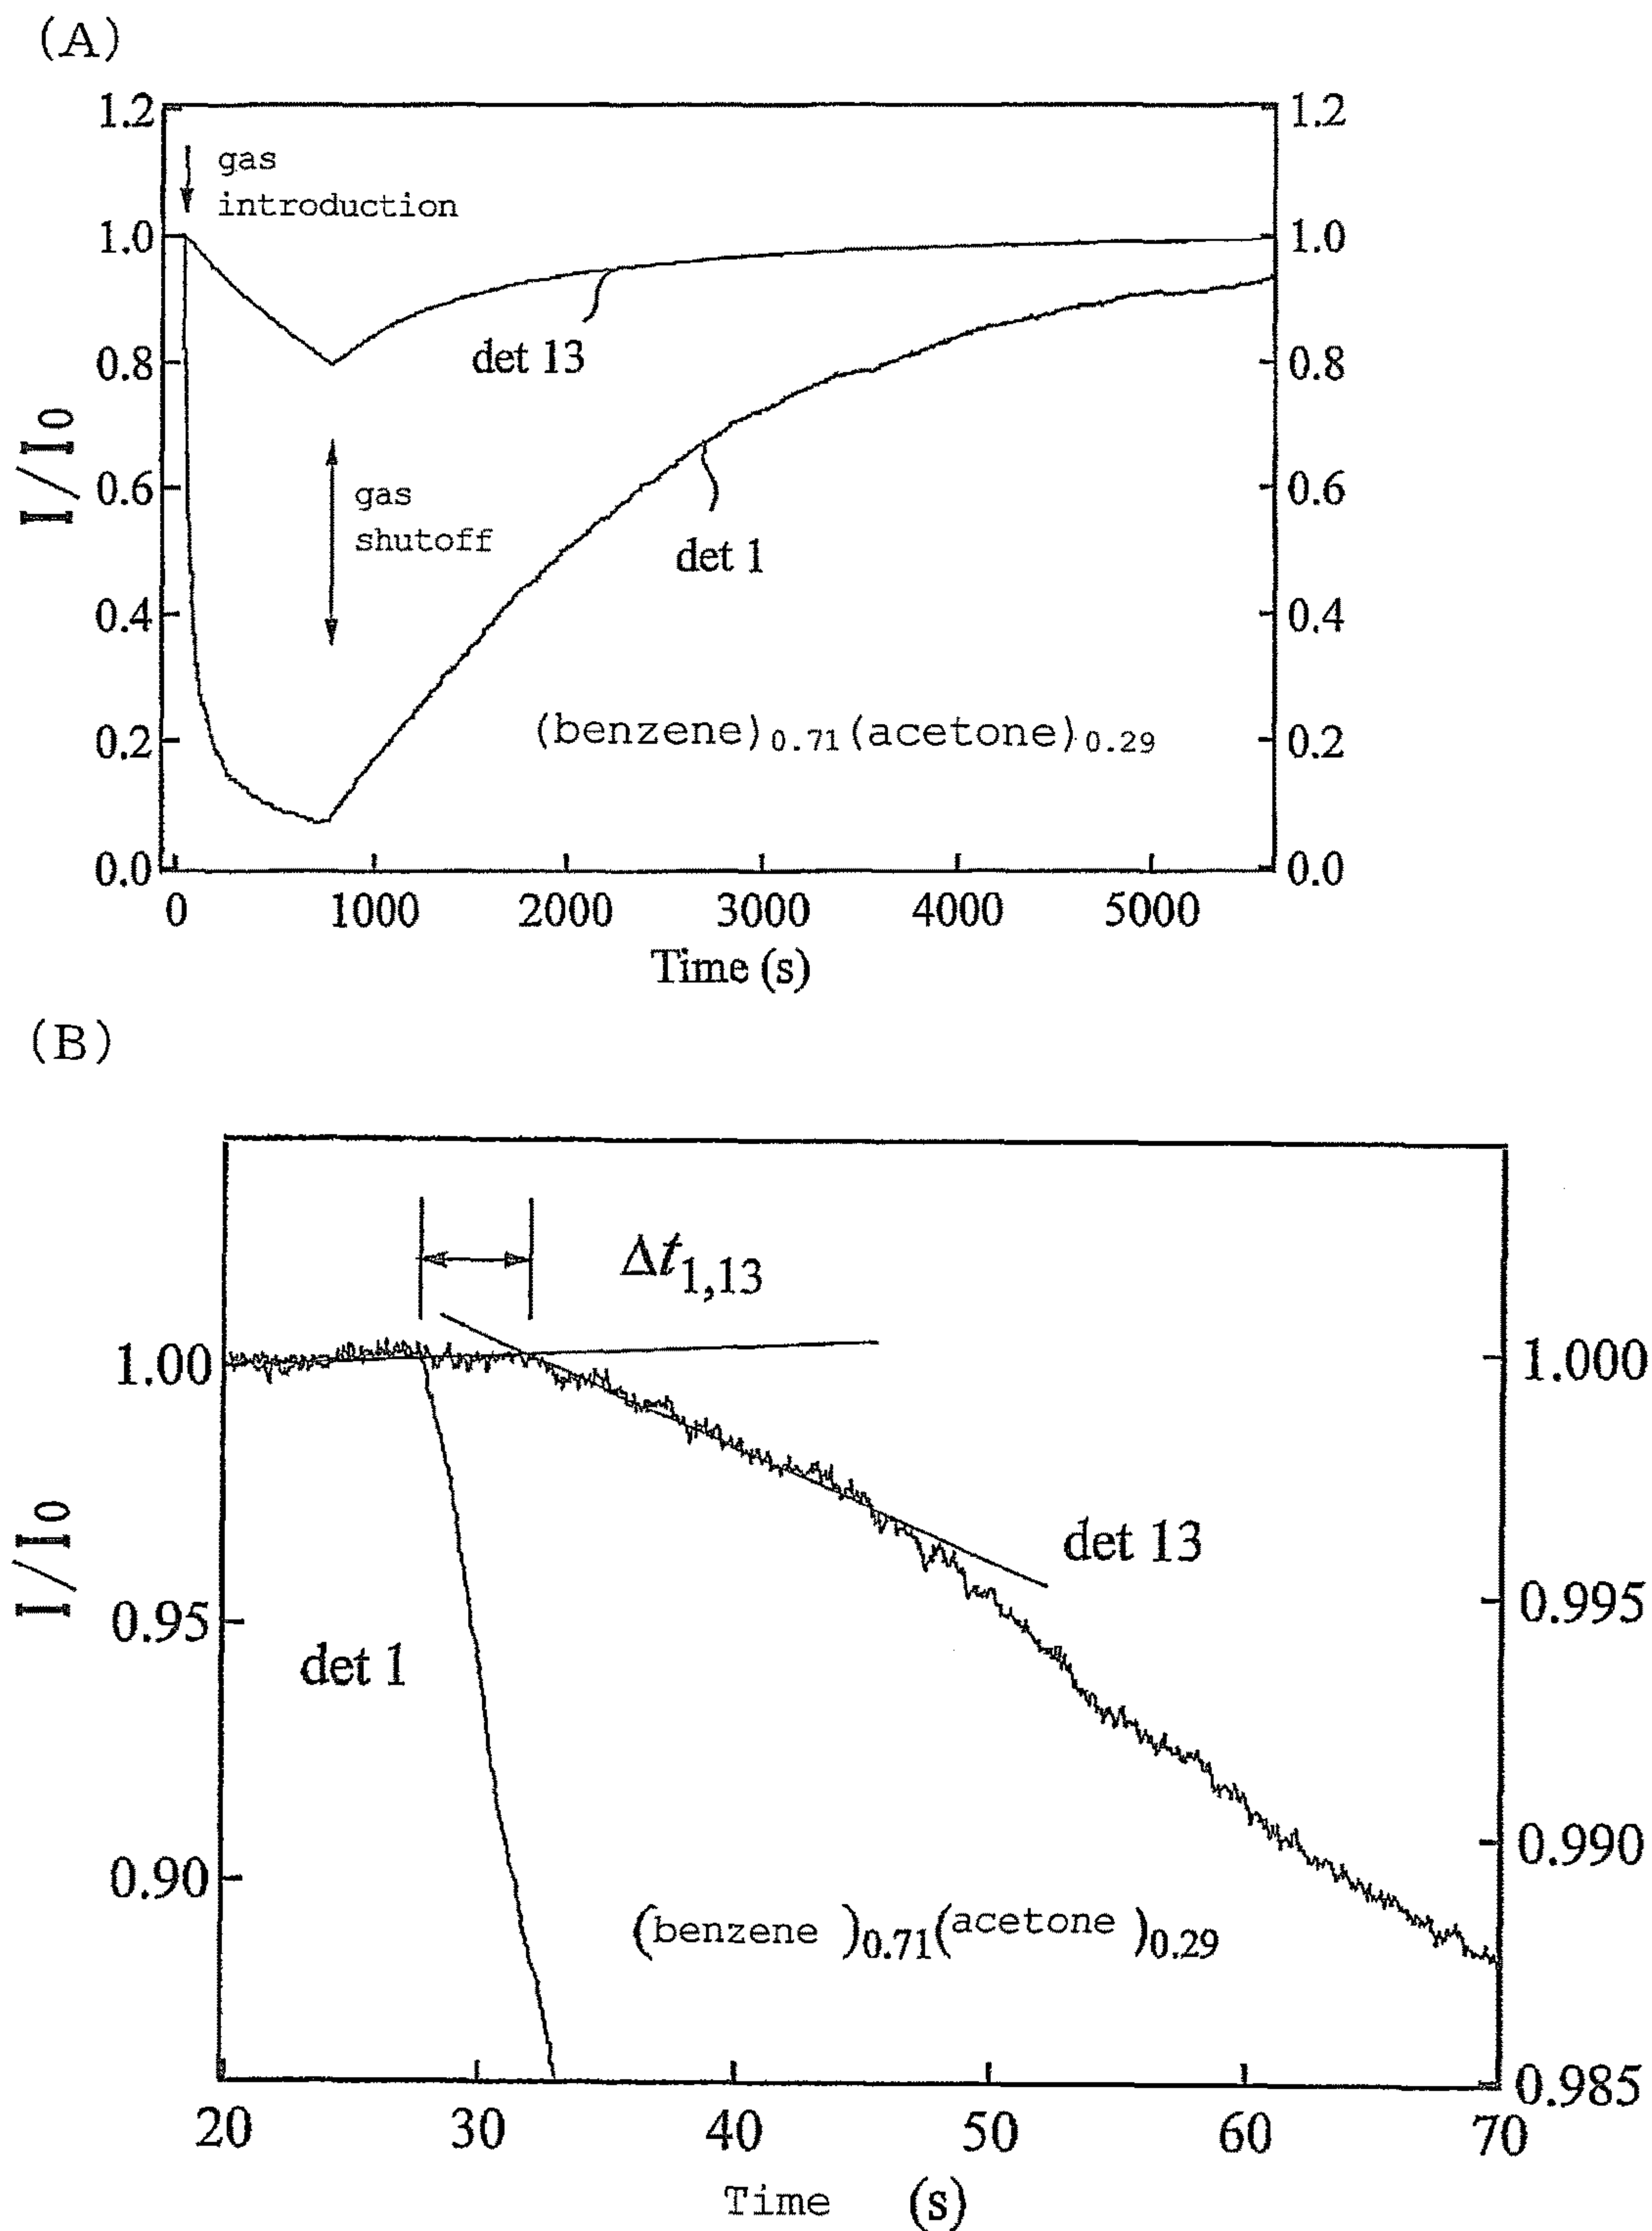 (A)
1.2 1.2
gas
introduction
1.0 1.0
det 13
0.8 0.8
I/I0
gas
shutoff
0.6 0.6
det 1
0.4 0.4
(benzene)0.71(acetone)0.29
0.2 0.2
0.0 0.0
0 1000 2000 3000 4000 5000
Time (s)
(B)
Δt1,13
1.00 1.000
det 13
I/I0
0.95 0.995
det 1
0.90 0.990
(benzene )0.71(acetone )0.29
0.985
20 30 40 50 60 70
Time (s)